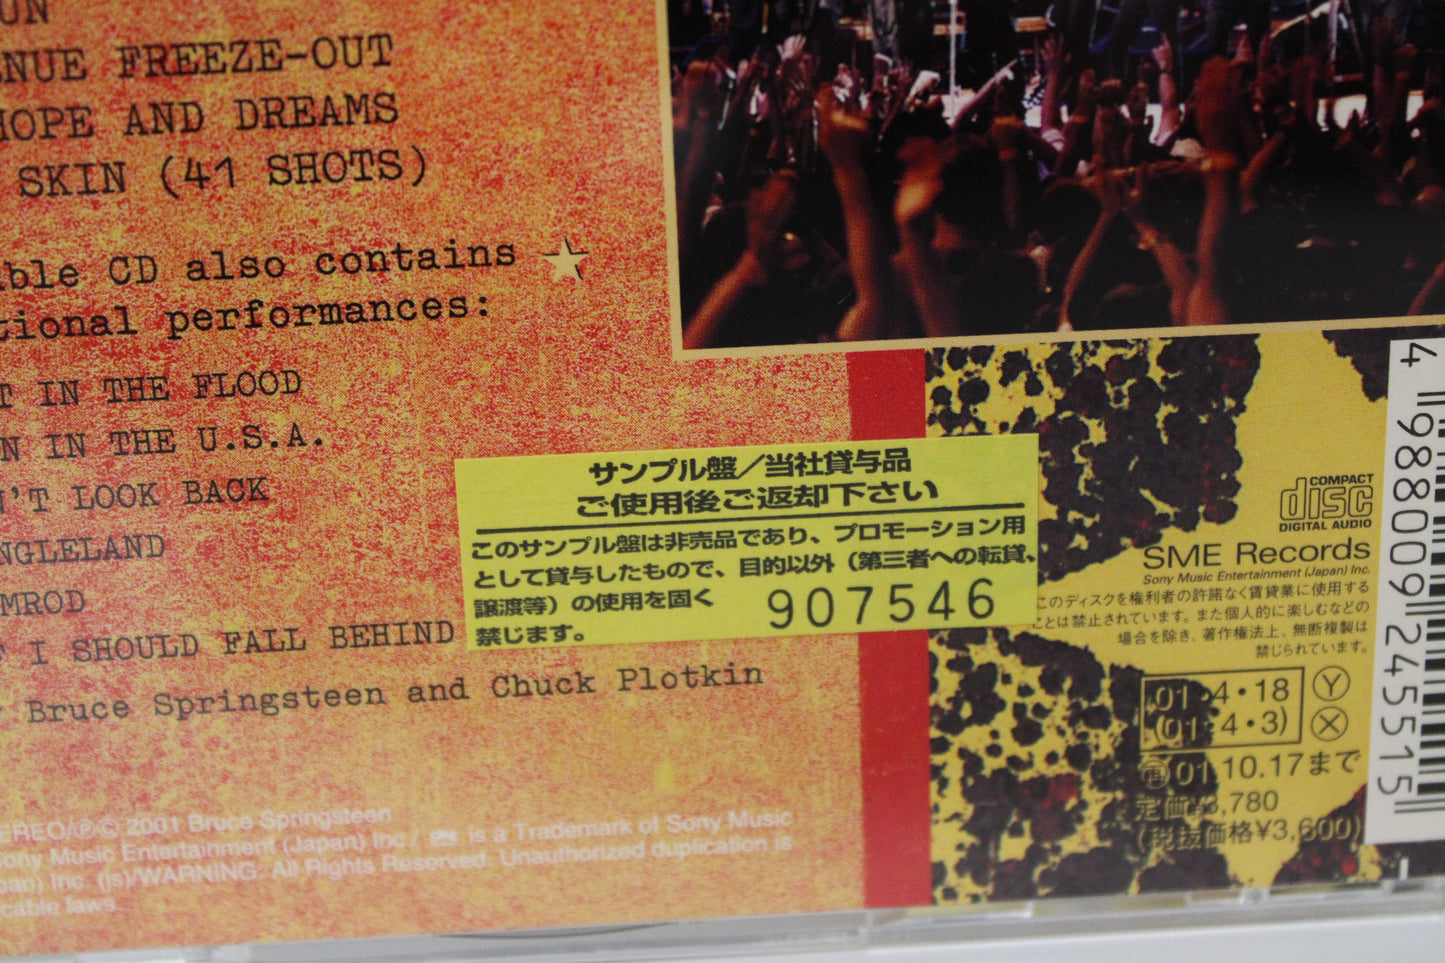 UN
ENUE FREEZE-OUT
HOPE AND DREAMS
SKIN (41 SHOTS)
ble CD also contains
tional performances:
T IN THE FLOOD
N IN THE U.S.A.
N'T LOOK BACK
NGLELAND
MROD
F I SHOULD FALL BEHIND
Bruce Springsteen and Chuck Plotkin
TEREO/Ⓟ© 2001 Bruce Springsteen
Sony Music Entertainment (Japan) Inc./ is a Trademark of Sony Music
pan) Inc. (js)/WARNING: All Rights Reserved. Unauthorized duplication is
icable laws.
サンプル盤／当社貸与品
ご使用後ご返却下さい
このサンプル盤は非売品であり、プロモーション用
として貸与したもので、目的以外（第三者への転貸、
譲渡等）の使用を固く
禁じます。
907546
COMPACT
disc
DIGITAL AUDIO
SME Records
Sony Music Entertainment (Japan) Inc.
このディスクを権利者の許諾なく賃貸業に使用する
ことは禁止されています。また個人的に楽しむなどの
場合を除き、著作権法上、無断複製は
禁じられています。
01・4・18 Ⓨ
(01・4・3) Ⓧ
再 01.10.17まで
定価¥3,780
(税抜価格¥3,600)
4 988009 245515